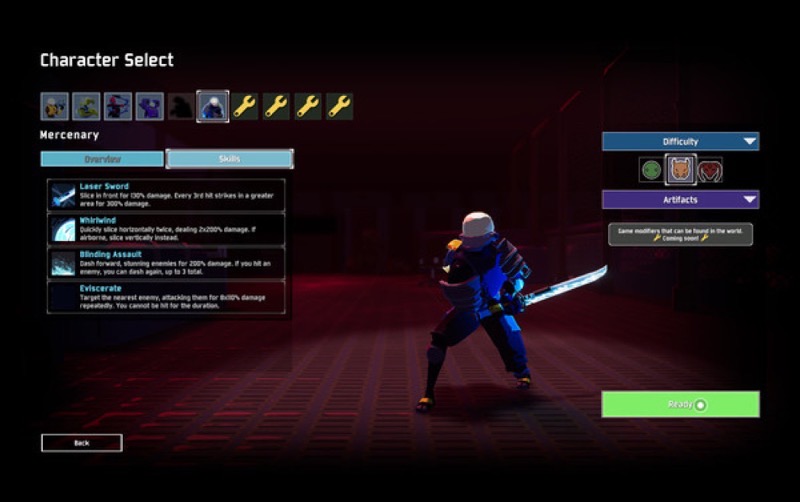 Character Select
Mercenary
Overview
Skills
Laser Sword
Slice in front for 130% damage. Every 3rd hit strikes in a greater
area for 300% damage.
Whirlwind
Quickly slice horizontally twice, dealing 2x200% damage. If
airborne, slice vertically instead.
Blinding Assault
Dash forward, stunning enemies for 200% damage. If you hit an
enemy, you can dash again, up to 3 total.
Eviscerate
Target the nearest enemy, attacking them for 8x110% damage
repeatedly. You cannot be hit for the duration.
Difficulty
Artifacts
Game modifiers that can be found in the world.
Coming soon!
Ready
Back